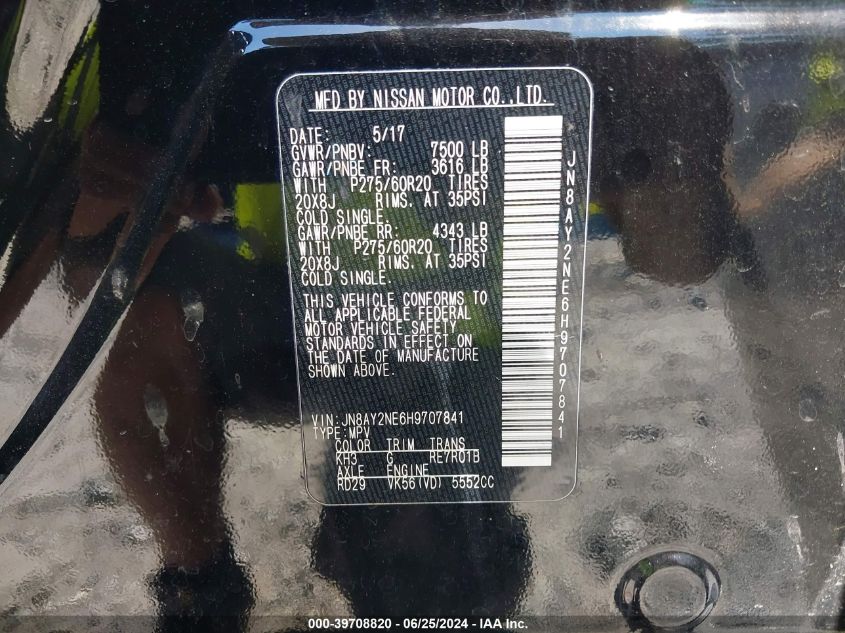 MFD BY NISSAN MOTOR CO.,LTD.
DATE: 5/17
GVWR/PNBV: 7500 LB
GAWR/PNBE FR: 3616 LB
WITH P275/60R20 TIRES
20X8J RIMS. AT 35PSI
COLD SINGLE.
GAWR/PNBE RR: 4343 LB
WITH P275/60R20 TIRES
20X8J RIMS. AT 35PSI
COLD SINGLE.
THIS VEHICLE CONFORMS TO
ALL APPLICABLE FEDERAL
MOTOR VEHICLE SAFETY
STANDARDS IN EFFECT ON
THE DATE OF MANUFACTURE
SHOWN ABOVE.
VIN:JN8AY2NE6H9707841
TYPE:MPV
COLOR TRIM TRANS
KH3 G RE7R01B
AXLE ENGINE
RD29 VK56(VD) 5552CC
JN8AY2NE6H9707841
000-39708820 - 06/25/2024 - IAA Inc.